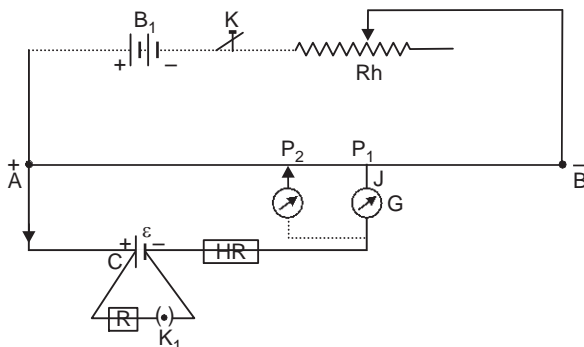 B₁ K
+ −
Rh
P₂ P₁
+ −
A B
J
G
ε
+ −
C HR
R (•)
K₁